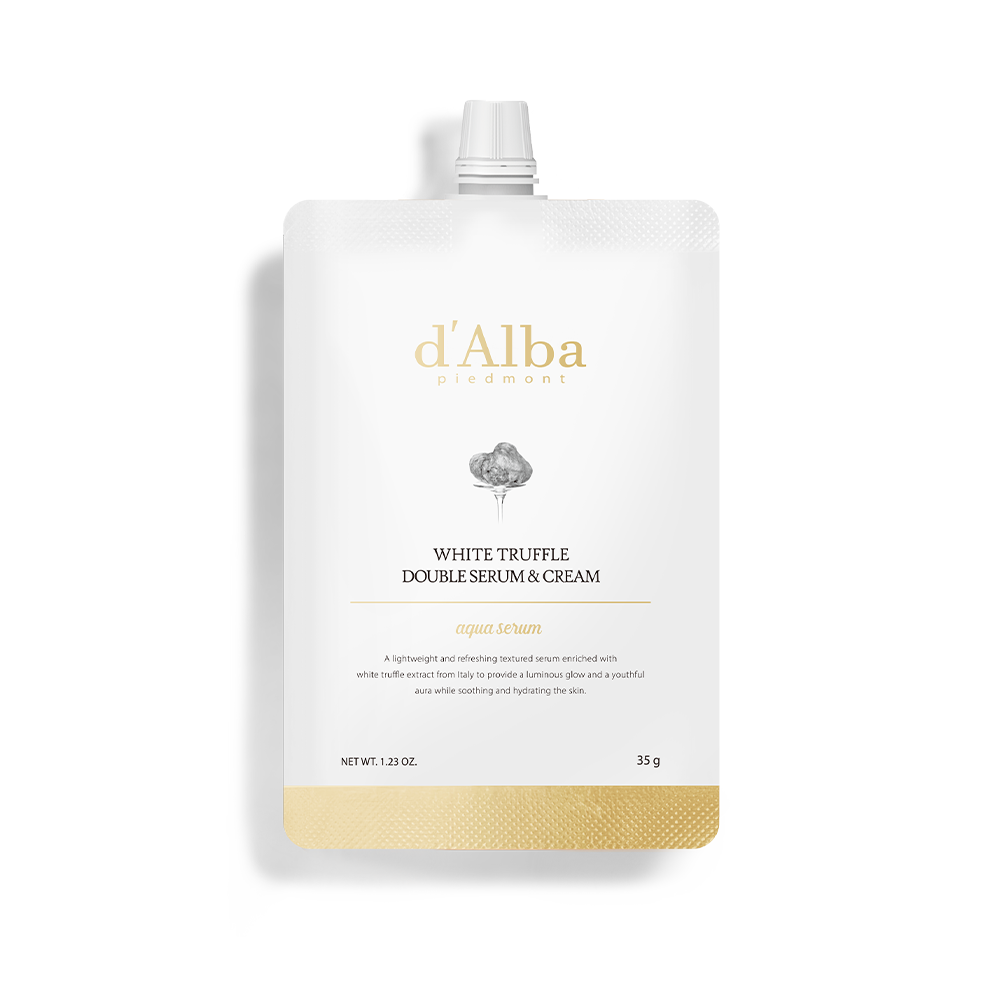 d'Alba
piedmont
WHITE TRUFFLE
DOUBLE SERUM & CREAM
aqua serum
A lightweight and refreshing textured serum enriched with
white truffle extract from Italy to provide a luminous glow and a youthful
aura while soothing and hydrating the skin.
NET WT. 1.23 OZ.
35 g